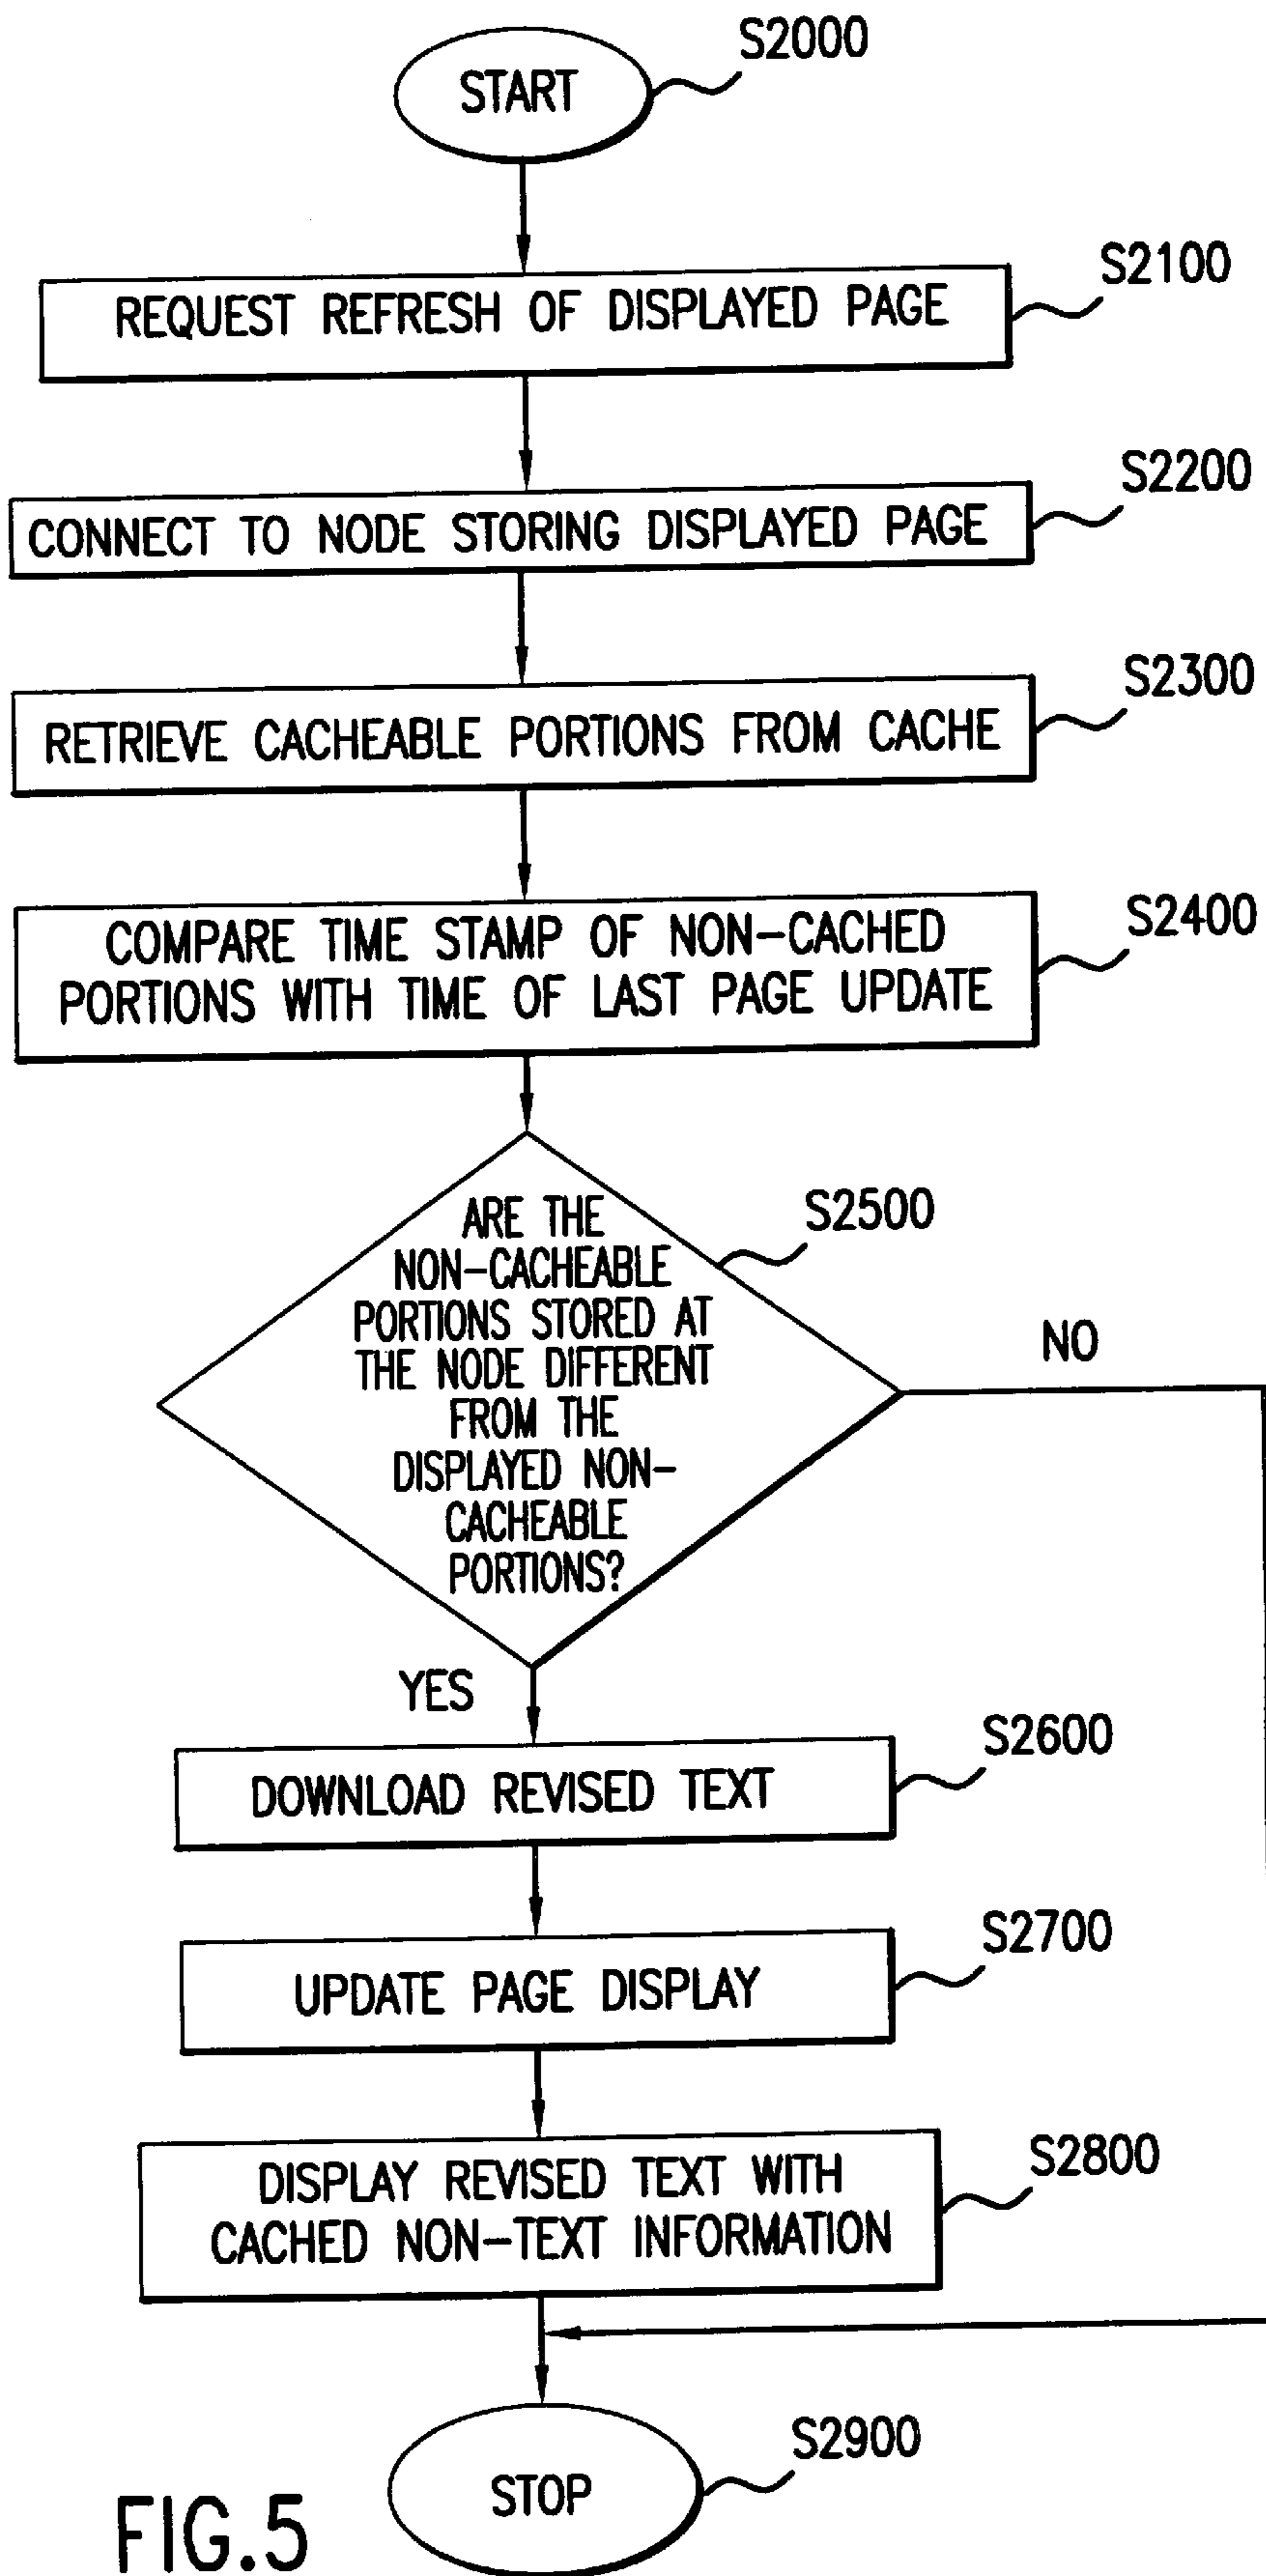 START
S2000
REQUEST REFRESH OF DISPLAYED PAGE
S2100
CONNECT TO NODE STORING DISPLAYED PAGE
S2200
RETRIEVE CACHEABLE PORTIONS FROM CACHE
S2300
COMPARE TIME STAMP OF NON-CACHED
PORTIONS WITH TIME OF LAST PAGE UPDATE
S2400
ARE THE
NON-CACHEABLE
PORTIONS STORED AT
THE NODE DIFFERENT
FROM THE
DISPLAYED NON-
CACHEABLE
PORTIONS?
S2500
NO
YES
DOWNLOAD REVISED TEXT
S2600
UPDATE PAGE DISPLAY
S2700
DISPLAY REVISED TEXT WITH
CACHED NON-TEXT INFORMATION
S2800
STOP
S2900
FIG.5